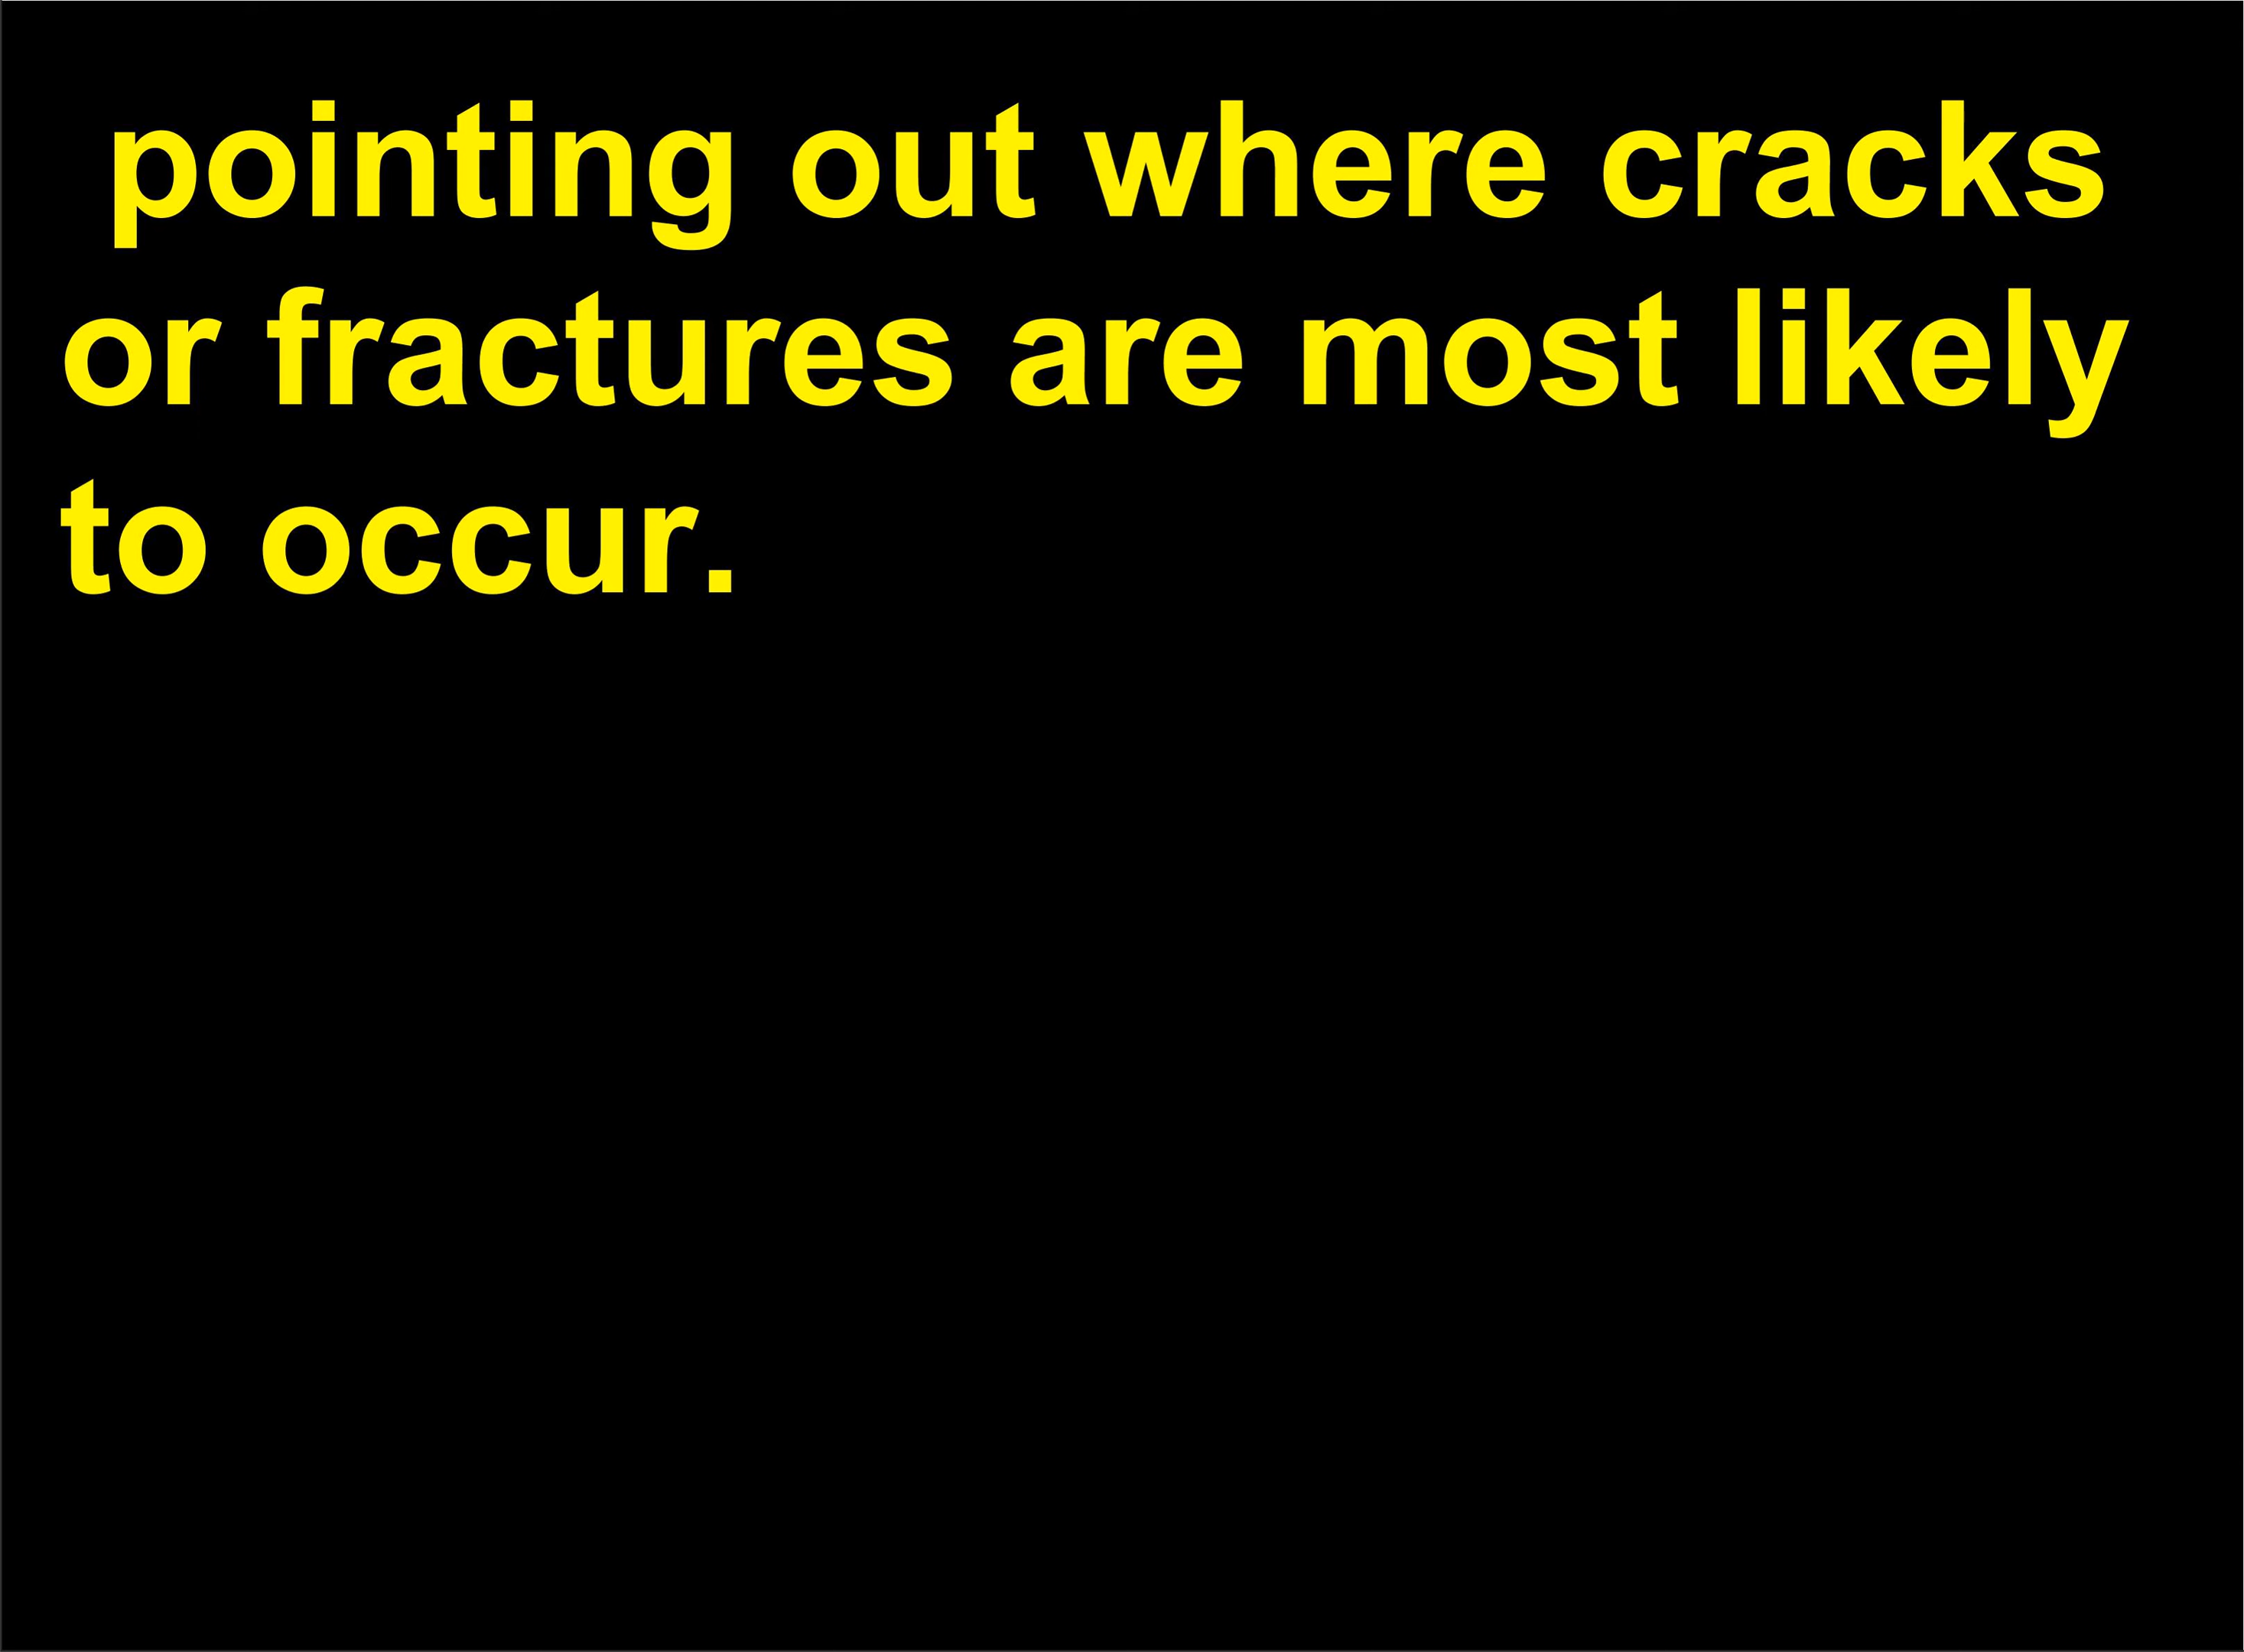 pointing out where cracks
or fractures are most likely
to occur.